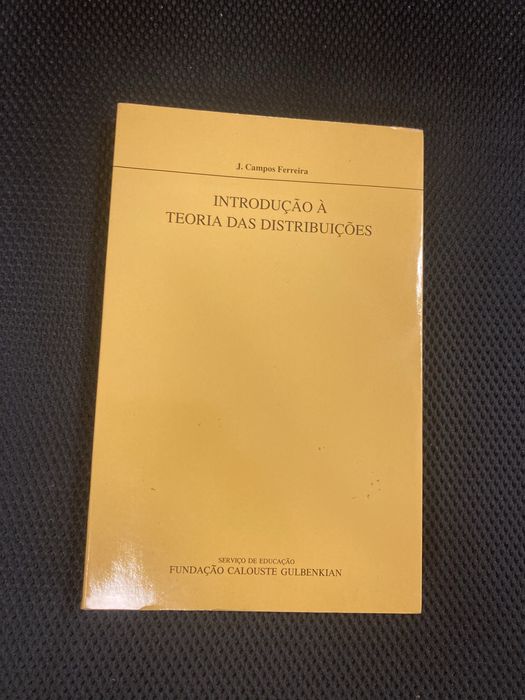 J. Campos Ferreira
INTRODUÇÃO À
TEORIA DAS DISTRIBUIÇÕES
SERVIÇO DE EDUCAÇÃO
FUNDAÇÃO CALOUSTE GULBENKIAN